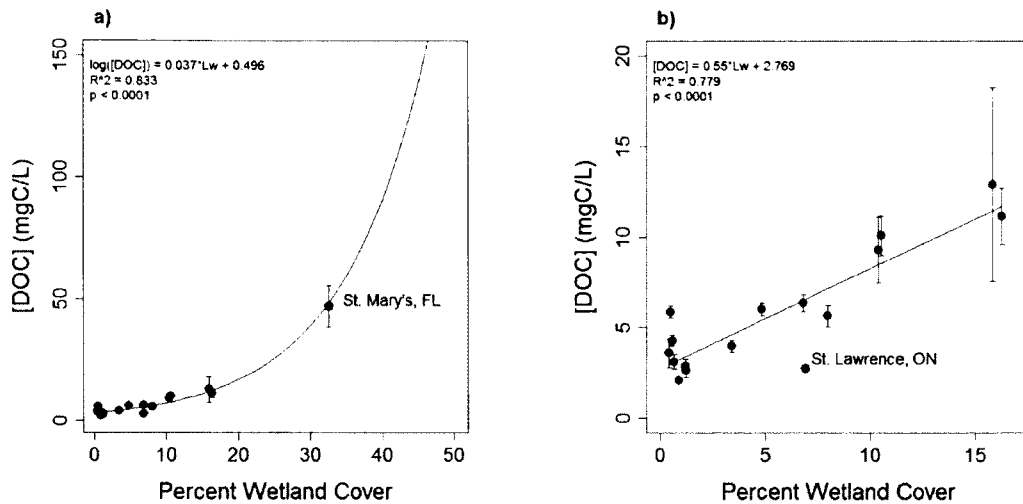 a)
log([DOC]) = 0.037*Lw + 0.496
R^2 = 0.833
p < 0.0001
150
100
50
0
[DOC] (mgC/L)
St. Mary's, FL
0 10 20 30 40 50
Percent Wetland Cover
b)
[DOC] = 0.55*Lw + 2.769
R^2 = 0.779
p < 0.0001
20
15
10
5
0
[DOC] (mgC/L)
St. Lawrence, ON
0 5 10 15
Percent Wetland Cover